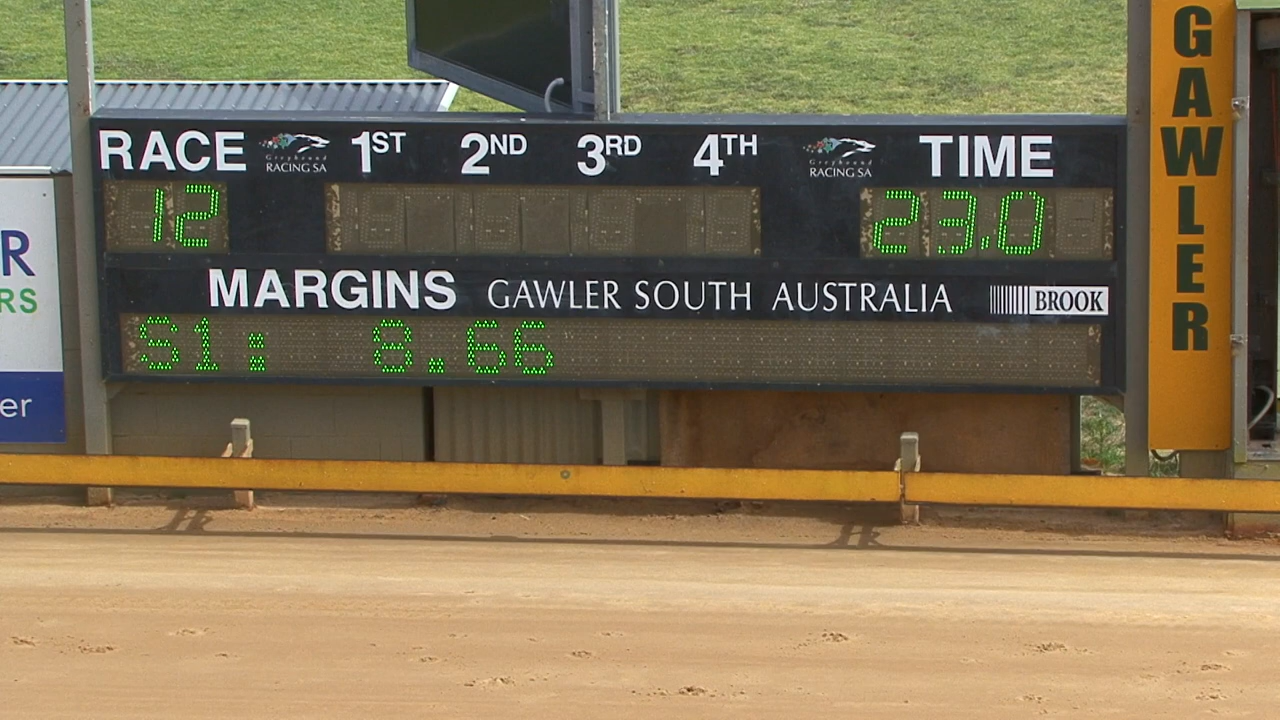 RACE
Greyhound
RACING SA
1ST 2ND 3RD 4TH
Greyhound
RACING SA
TIME
12
23.0
MARGINS GAWLER SOUTH AUSTRALIA BROOK
S1: 8.66
GAWLER
R
RS
er